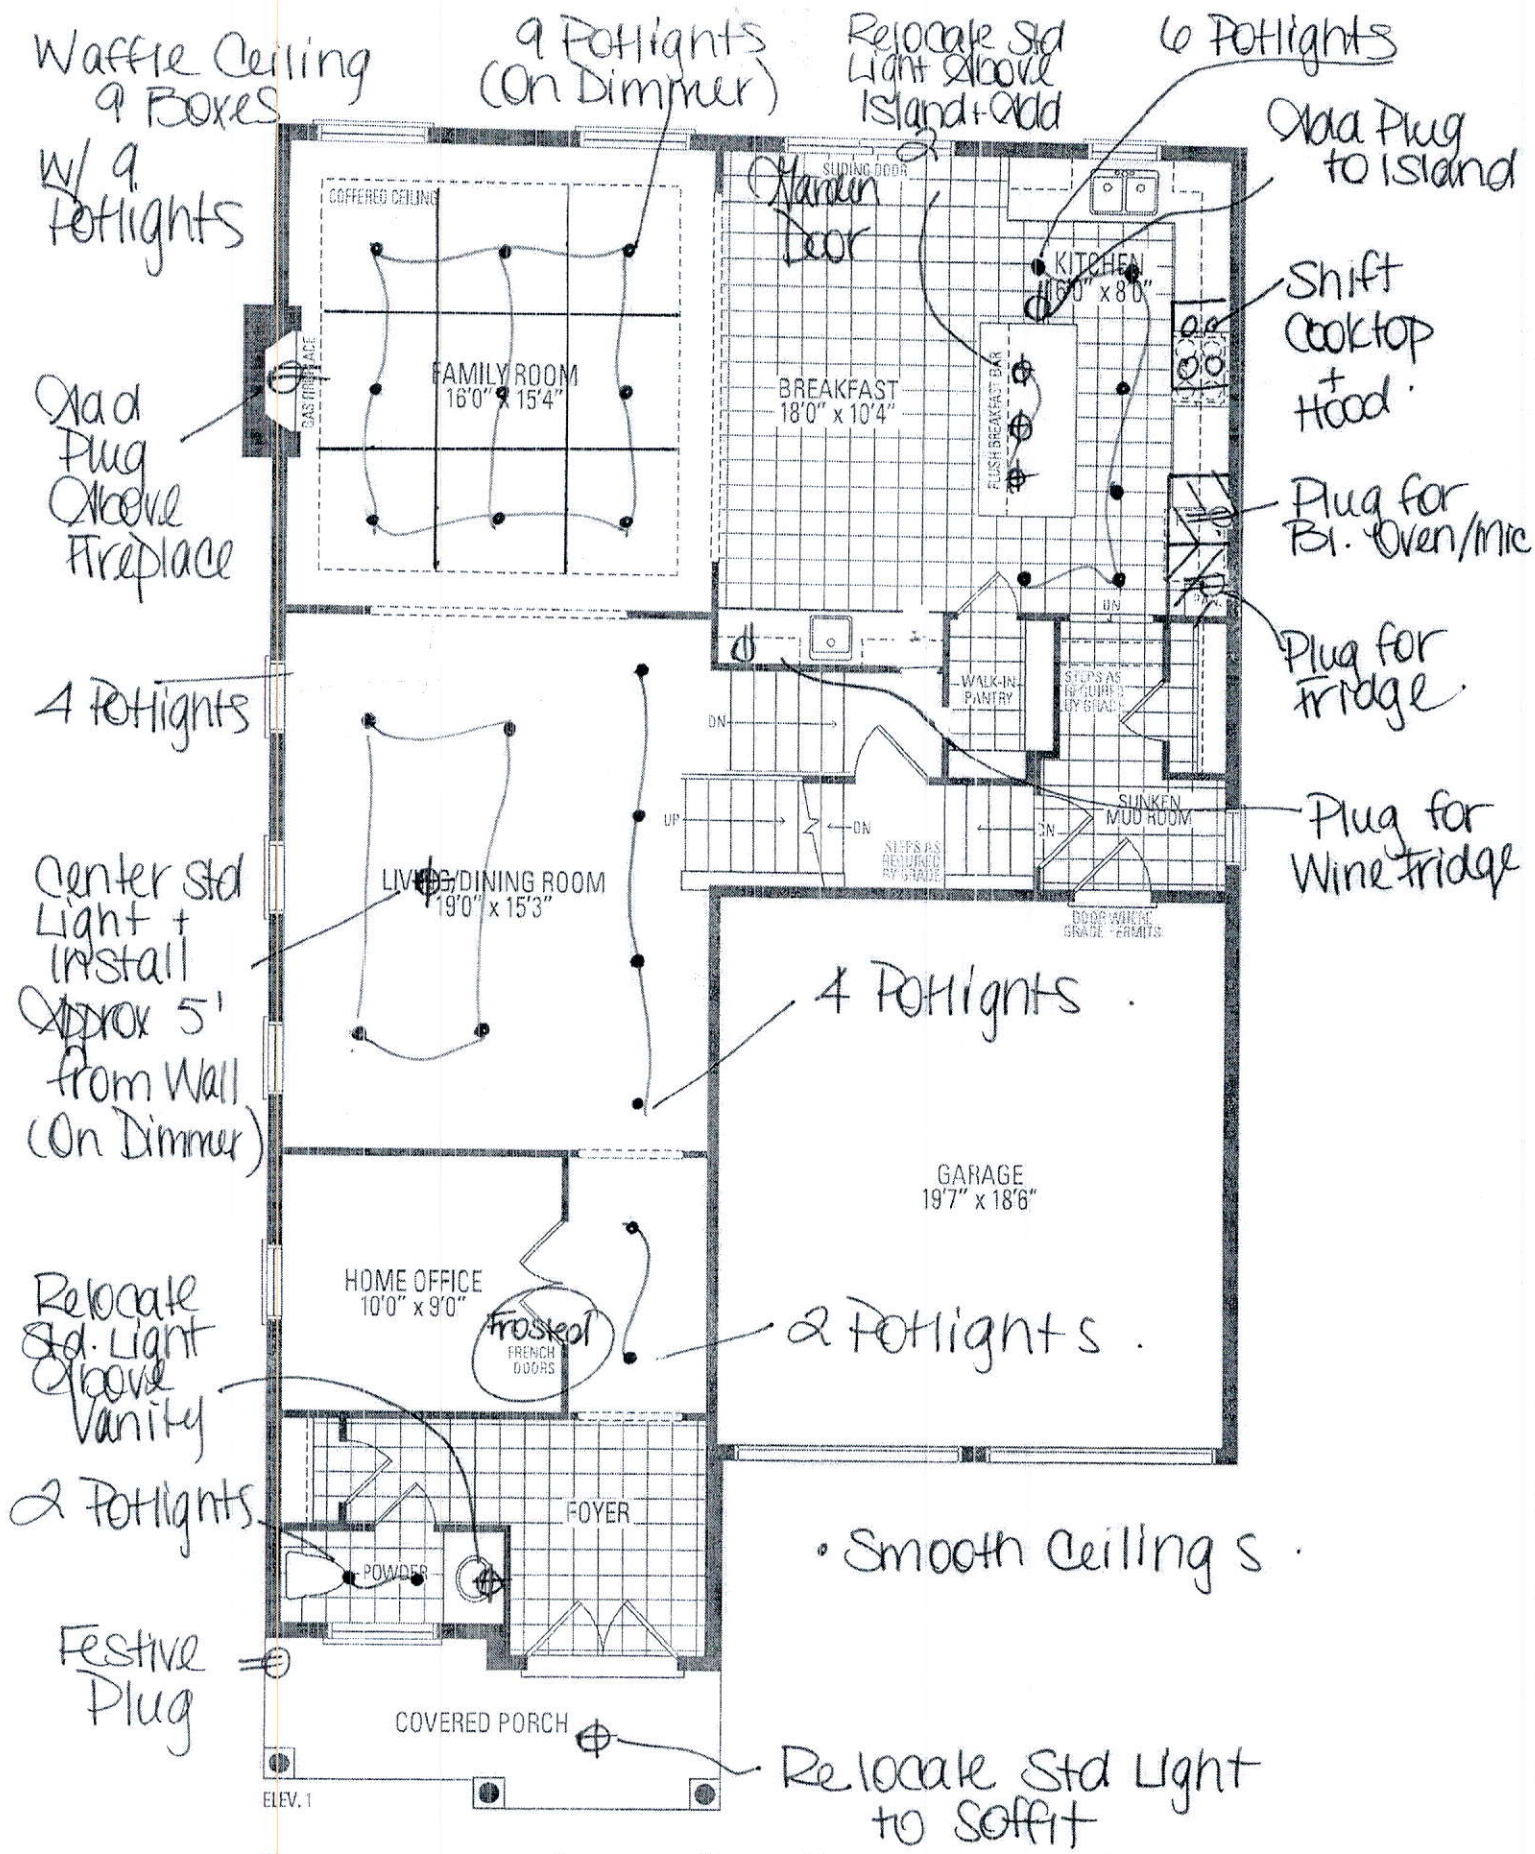 Waffle Ceiling
9 Boxes
W/ 9
Potlights
9 Potlights
(On Dimmer)
Relocate Std
Light Above
Island + Add
2
6 Potlights
Add Plug
to Island
COFFERED CEILING
SLIDING DOOR
Garden
Door
KITCHEN
16'0" x 8'0"
Shift
Cooktop
+
Hood.
GAS FIREPLACE
FAMILY ROOM
16'0" x 15'4"
BREAKFAST
18'0" x 10'4"
FLUSH BREAKFAST BAR
Add
Plug
Above
Fireplace
Plug for
B.I. Oven/Mic
DN
Plug for
Fridge.
4 Potlights
WALK-IN
PANTRY
STEPS AS
REQUIRED
BY GRADE
DN
UP
DN
DN
STEPS AS
REQUIRED
BY GRADE
SUNKEN
MUD ROOM
Plug for
Wine Fridge
Center Std
Light +
Install
Approx 5'
from Wall
(On Dimmer)
LIVING/DINING ROOM
19'0" x 15'3"
DOOR WHERE
GRADE PERMITS
4 Potlights.
GARAGE
19'7" x 18'6"
HOME OFFICE
10'0" x 9'0"
Frosted
FRENCH
DOORS
2 Potlights.
Relocate
Std. Light
Above
Vanity
2 Potlights
FOYER
POWDER
• Smooth Ceilings.
Festive
Plug
COVERED PORCH
Relocate Std Light
to Soffit
ELEV. 1